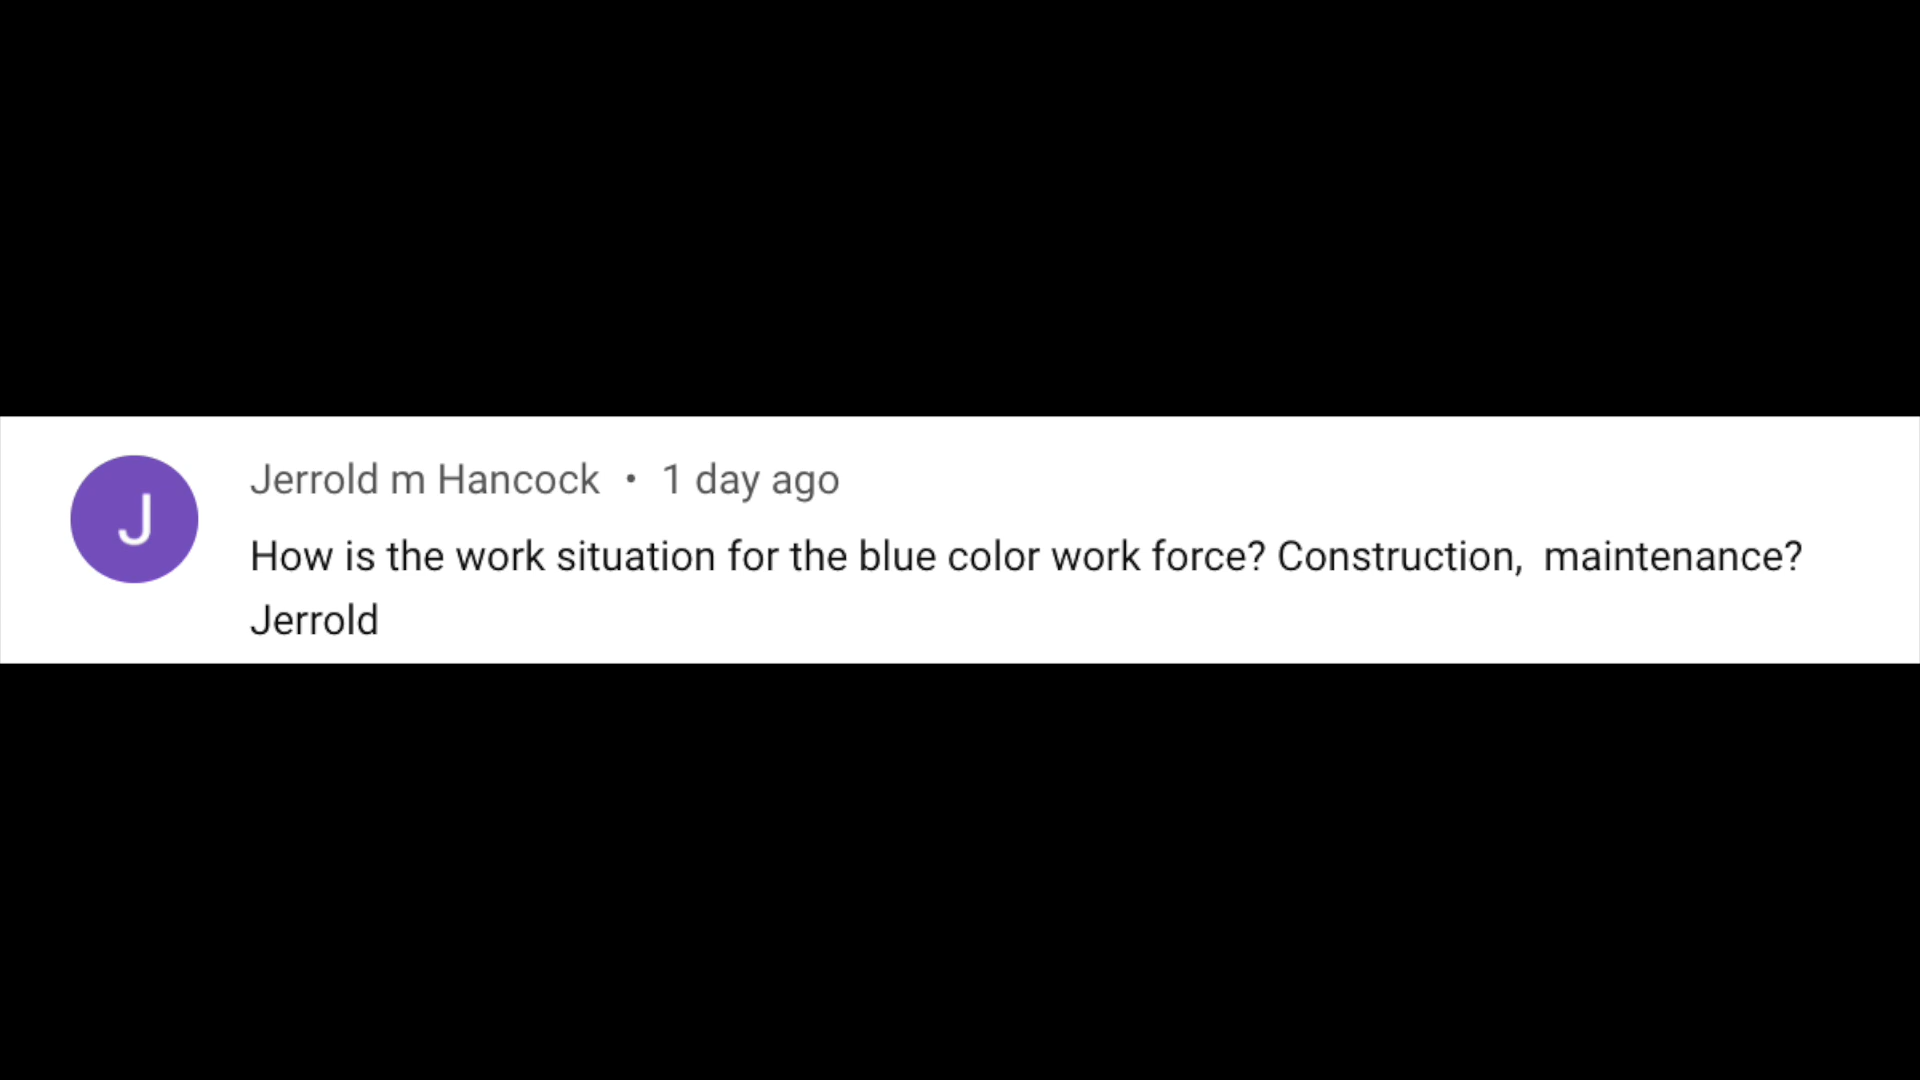 J
Jerrold m Hancock • 1 day ago
How is the work situation for the blue color work force? Construction,  maintenance?
Jerrold